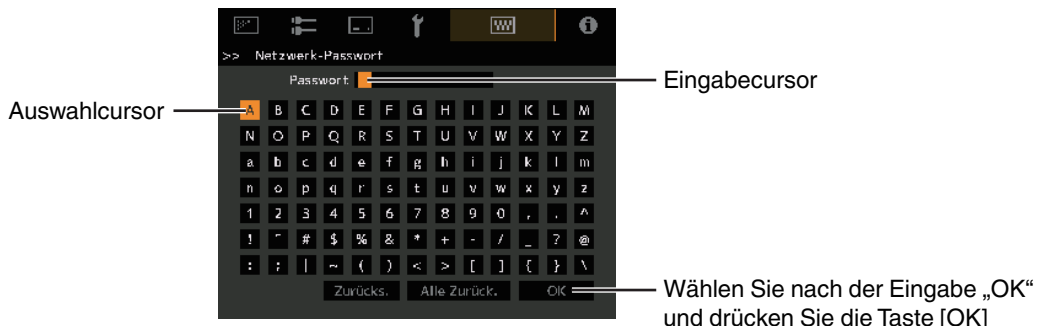 >> Netzwerk-Passwort
Passwort
Eingabecursor
Auswahlcursor
A B C D E F G H I J K L M
N O P Q R S T U V W X Y Z
a b c d e f g h i j k l m
n o p q r s t u v w x y z
1 2 3 4 5 6 7 8 9 0 , . ^
! " # $ % & * + - / _ ? @
: ; | ~ ( ) < > [ ] { } \
Zurücks. Alle Zurück. OK
Wählen Sie nach der Eingabe „OK“
und drücken Sie die Taste [OK]